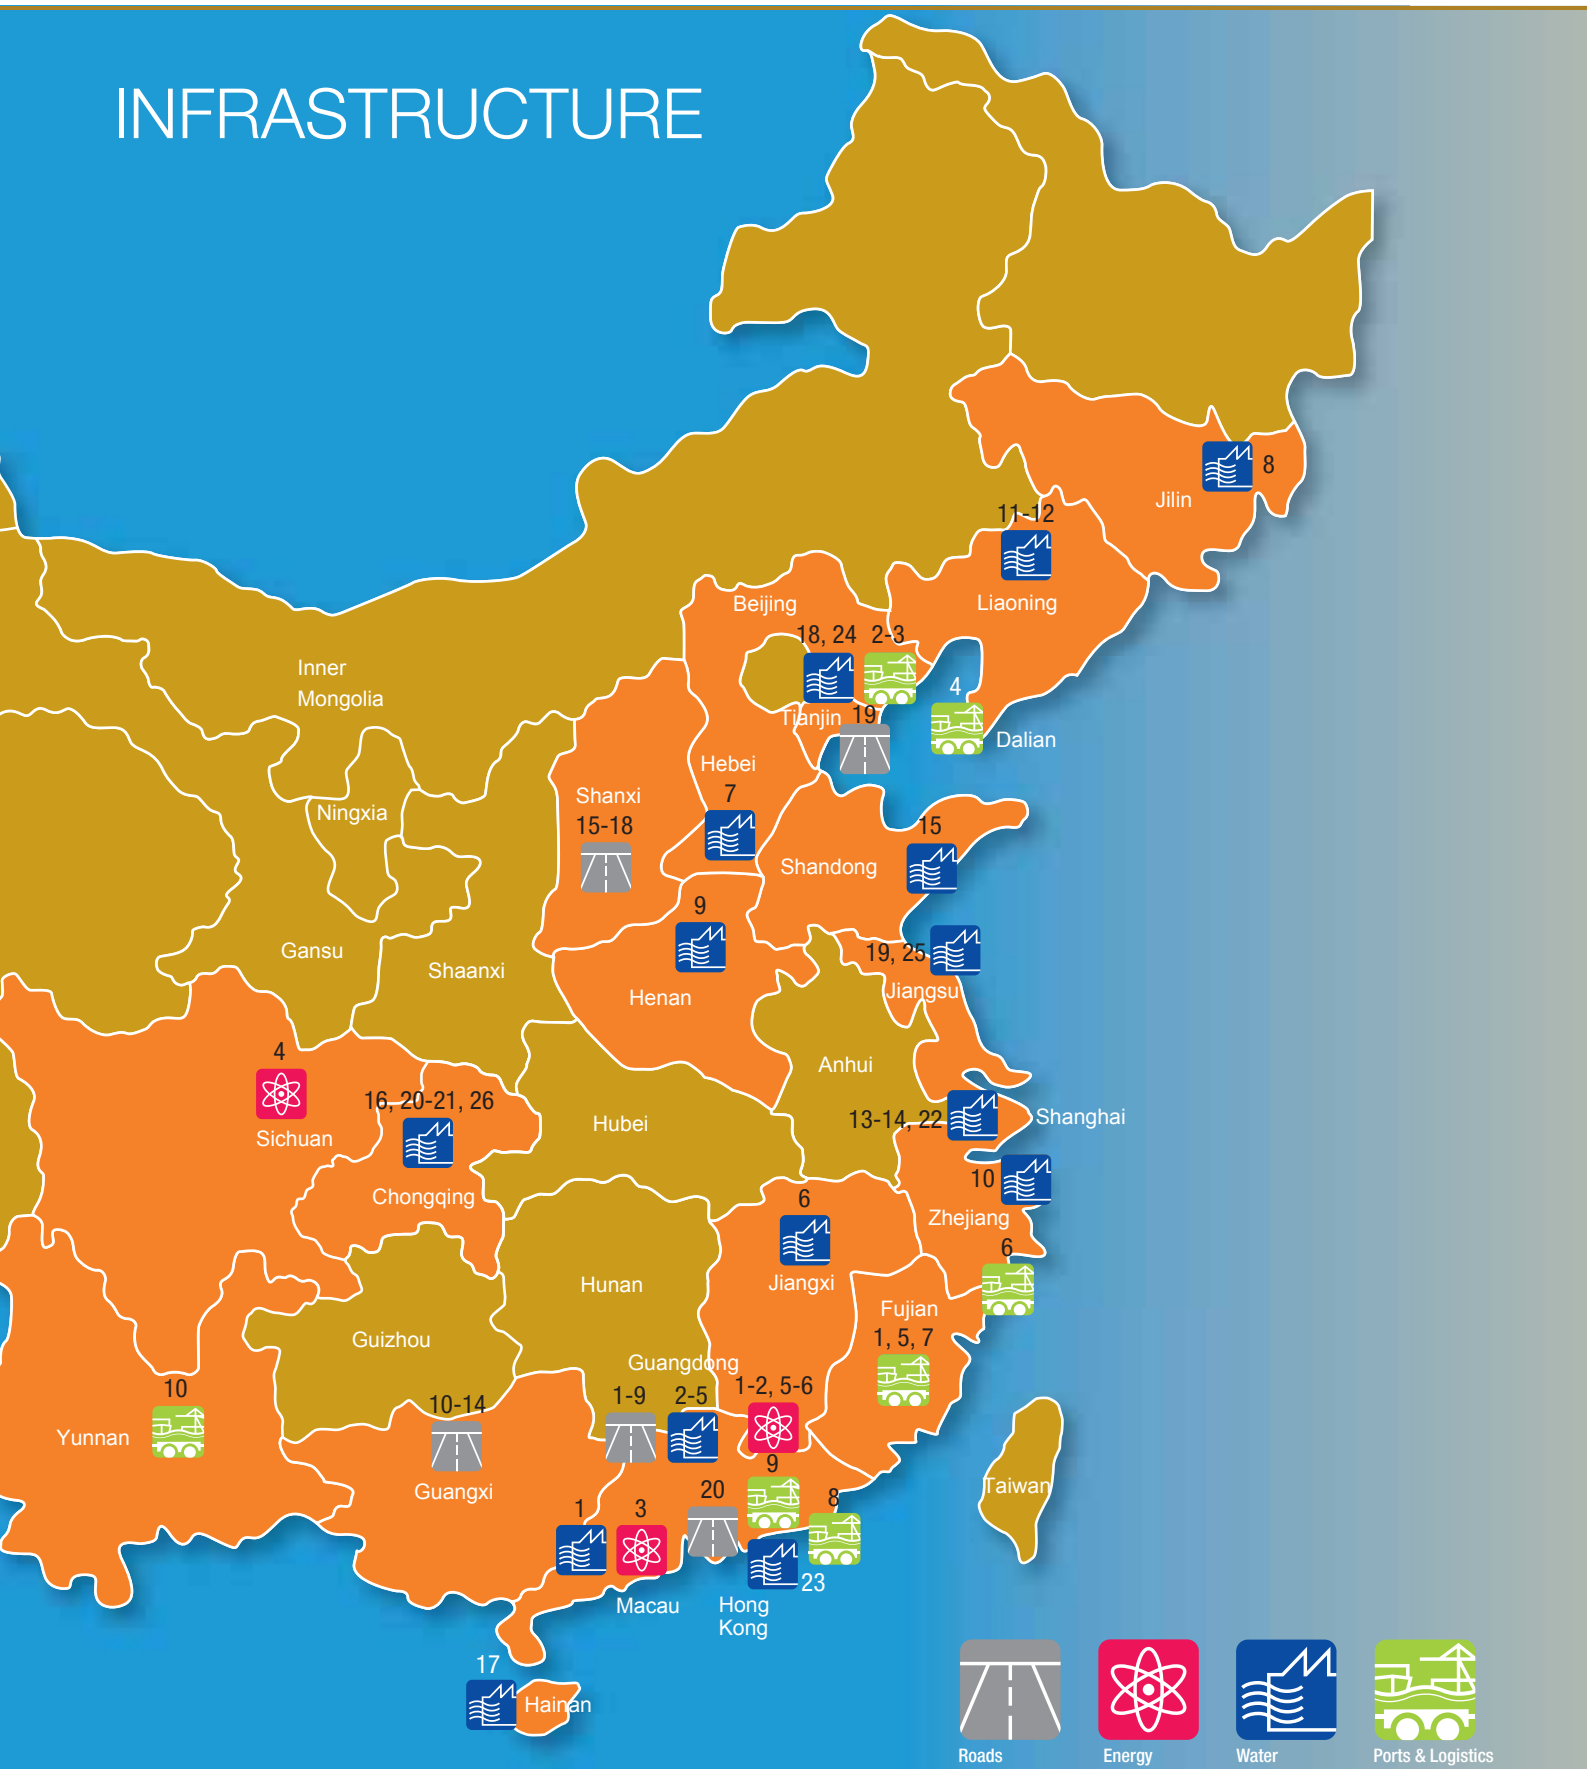 INFRASTRUCTURE
8
Jilin
11-12
Liaoning
Beijing
18, 24
2-3
Inner
Mongolia
4
Tianjin
19
Dalian
Hebei
7
Shanxi
15-18
Ningxia
15
Shandong
9
Gansu
Shaanxi
19, 25
Jiangsu
Henan
4
Anhui
16, 20-21, 26
13-14, 22
Shanghai
Hubei
Sichuan
10
Chongqing
6
Zhejiang
6
Hunan
Jiangxi
Fujian
1, 5, 7
Guizhou
Guangdong
10
10-14
1-9
2-5
1-2, 5-6
Yunnan
9
Guangxi
Taiwan
1
3
20
8
23
Macau
Hong
Kong
17
Hainan
Roads
Energy
Water
Ports & Logistics